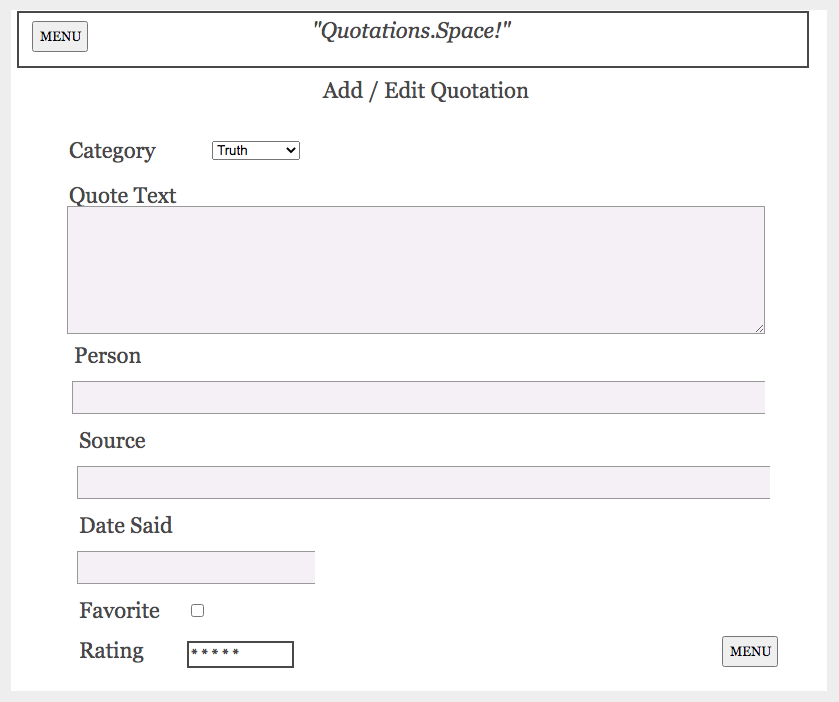 MENU
"Quotations.Space!"
Add / Edit Quotation
Category
Truth
Quote Text
Person
Source
Date Said
Favorite
Rating
* * * * *
MENU